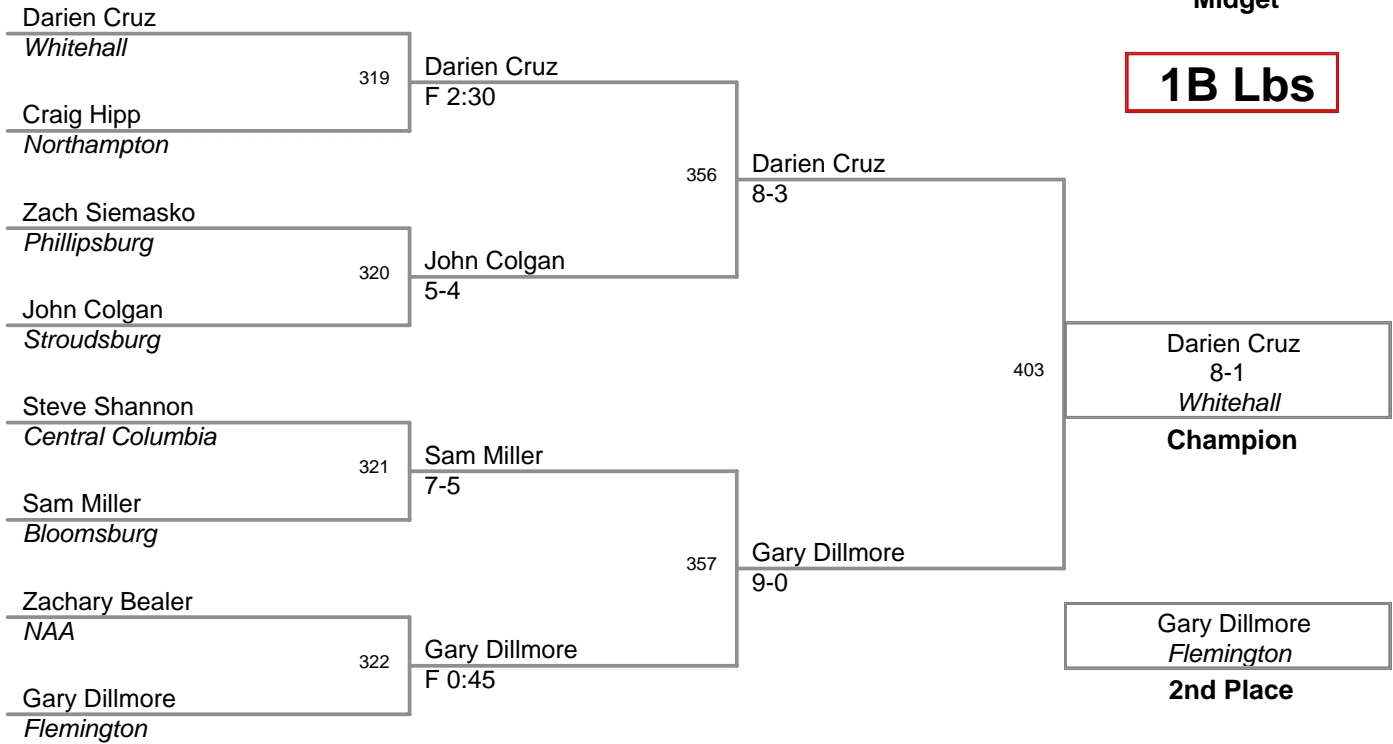 Midget
1B Lbs
Darien Cruz
Whitehall
319
Craig Hipp
Northampton
Darien Cruz
F 2:30
Zach Siemasko
Phillipsburg
320
John Colgan
Stroudsburg
John Colgan
5-4
356
Darien Cruz
8-3
Steve Shannon
Central Columbia
321
Sam Miller
Bloomsburg
Sam Miller
7-5
Zachary Bealer
NAA
322
Gary Dillmore
Flemington
Gary Dillmore
F 0:45
357
Gary Dillmore
9-0
403
Darien Cruz
8-1
Whitehall
Champion
Gary Dillmore
Flemington
2nd Place